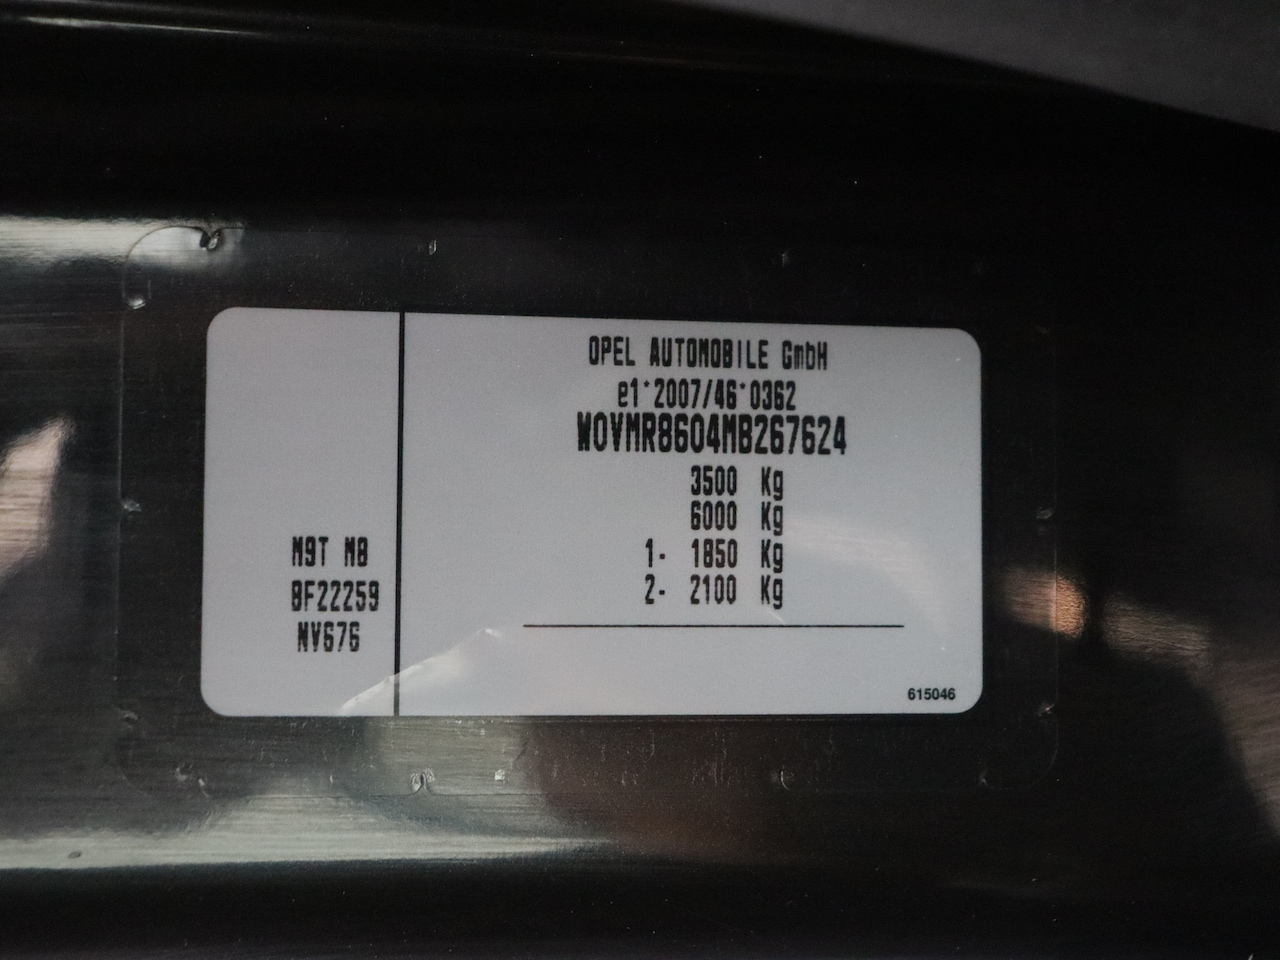 OPEL AUTOMOBILE GmbH
e1*2007/46*0362
W0VMR8604MB267624
3500 Kg
6000 Kg
1- 1850 Kg
2- 2100 Kg
M9T M8
BF22259
NV676
615046